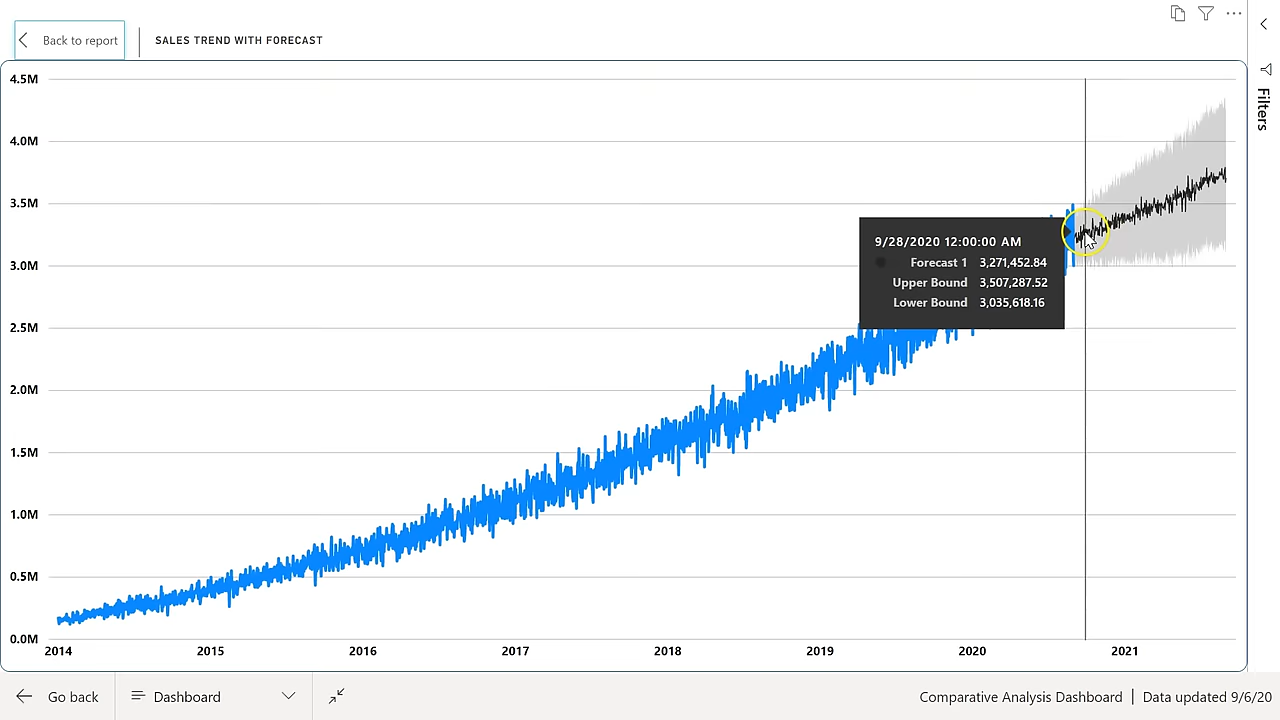 Back to report
SALES TREND WITH FORECAST
Filters
4.5M
4.0M
3.5M
3.0M
2.5M
2.0M
1.5M
1.0M
0.5M
0.0M
9/28/2020 12:00:00 AM
Forecast 1 3,271,452.84
Upper Bound 3,507,287.52
Lower Bound 3,035,618.16
2014 2015 2016 2017 2018 2019 2020 2021
Go back Dashboard Comparative Analysis Dashboard | Data updated 9/6/20